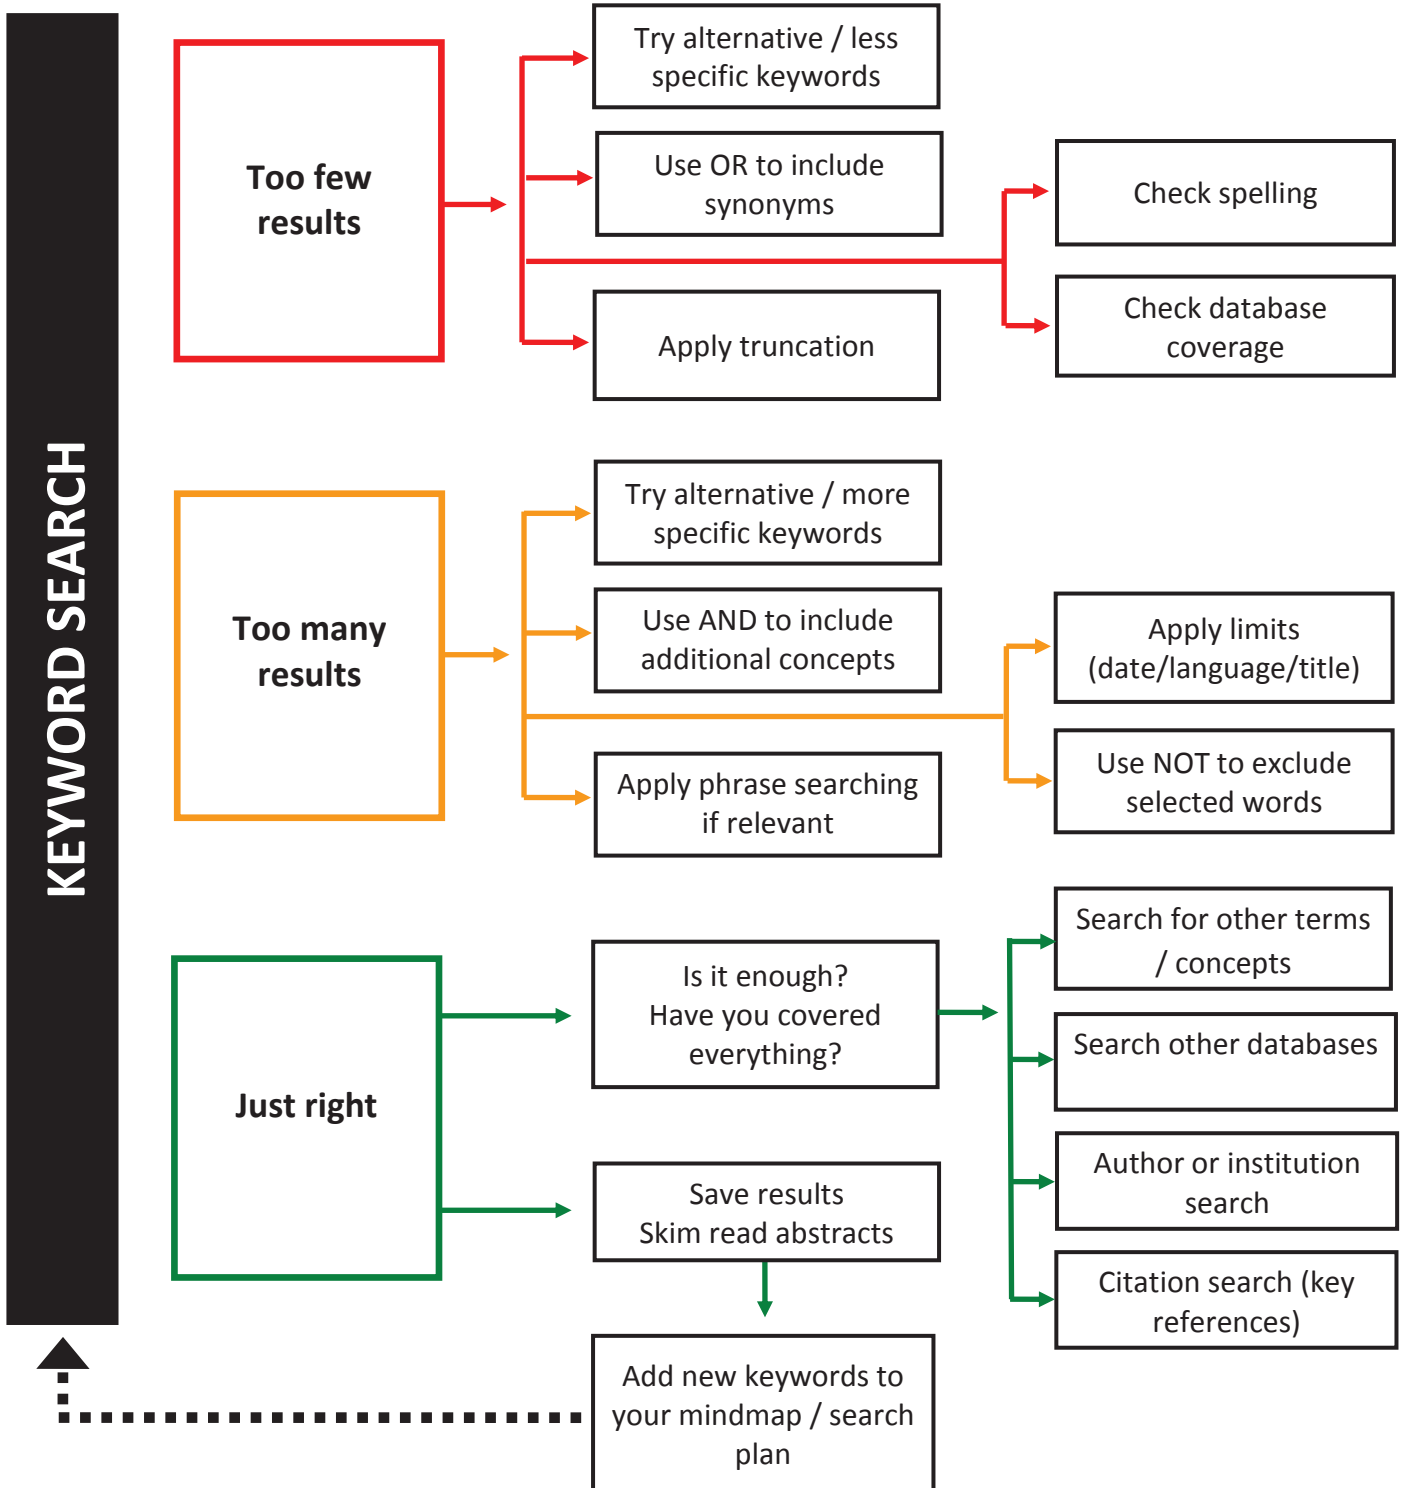 KEYWORD SEARCH
Too few
results
Try alternative / less
specific keywords
Use OR to include
synonyms
Apply truncation
Check spelling
Check database
coverage
Too many
results
Try alternative / more
specific keywords
Use AND to include
additional concepts
Apply phrase searching
if relevant
Apply limits
(date/language/title)
Use NOT to exclude
selected words
Just right
Is it enough?
Have you covered
everything?
Search for other terms
/ concepts
Search other databases
Author or institution
search
Citation search (key
references)
Save results
Skim read abstracts
Add new keywords to
your mindmap / search
plan